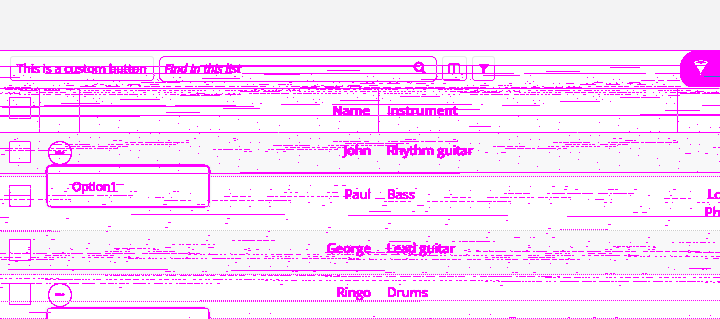 This is a custom button Find in this list
Name Instrument
John Rhythm guitar
Option1
Paul Bass Lo
Ph
George Lead guitar
Ringo Drums